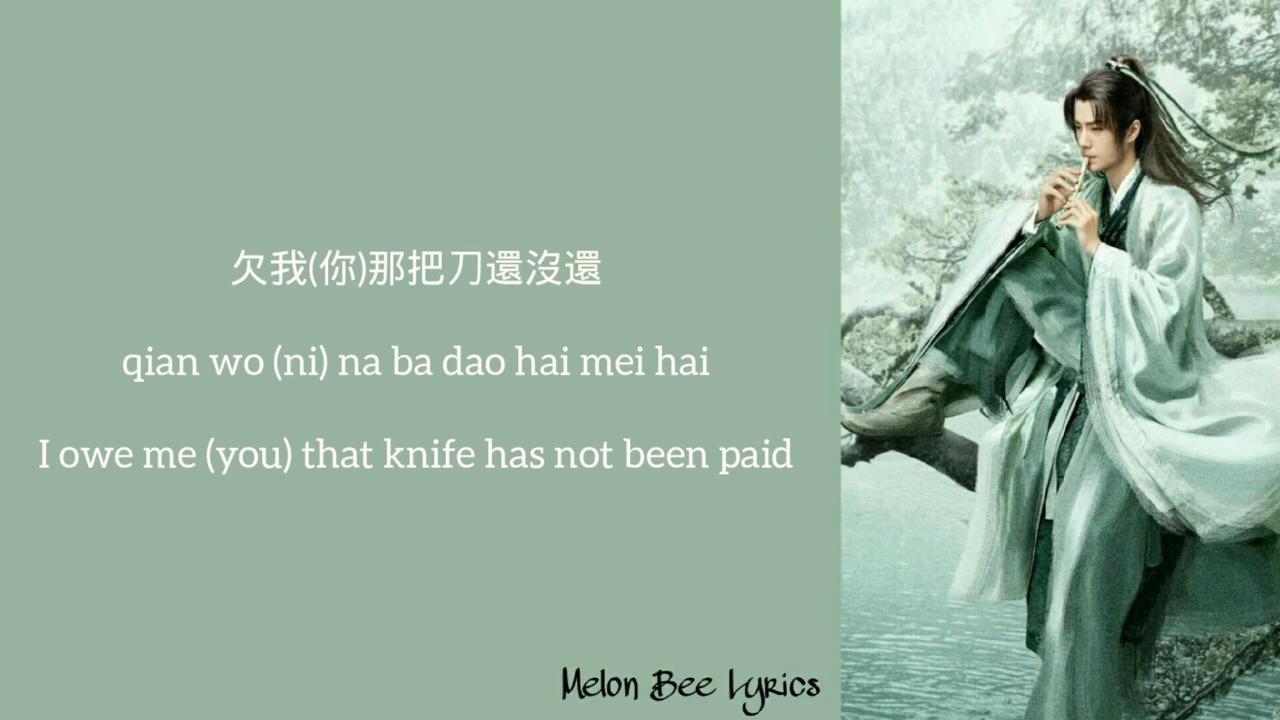 欠我(你)那把刀還沒還
qian wo (ni) na ba dao hai mei hai
I owe me (you) that knife has not been paid
Melon Bee Lyrics